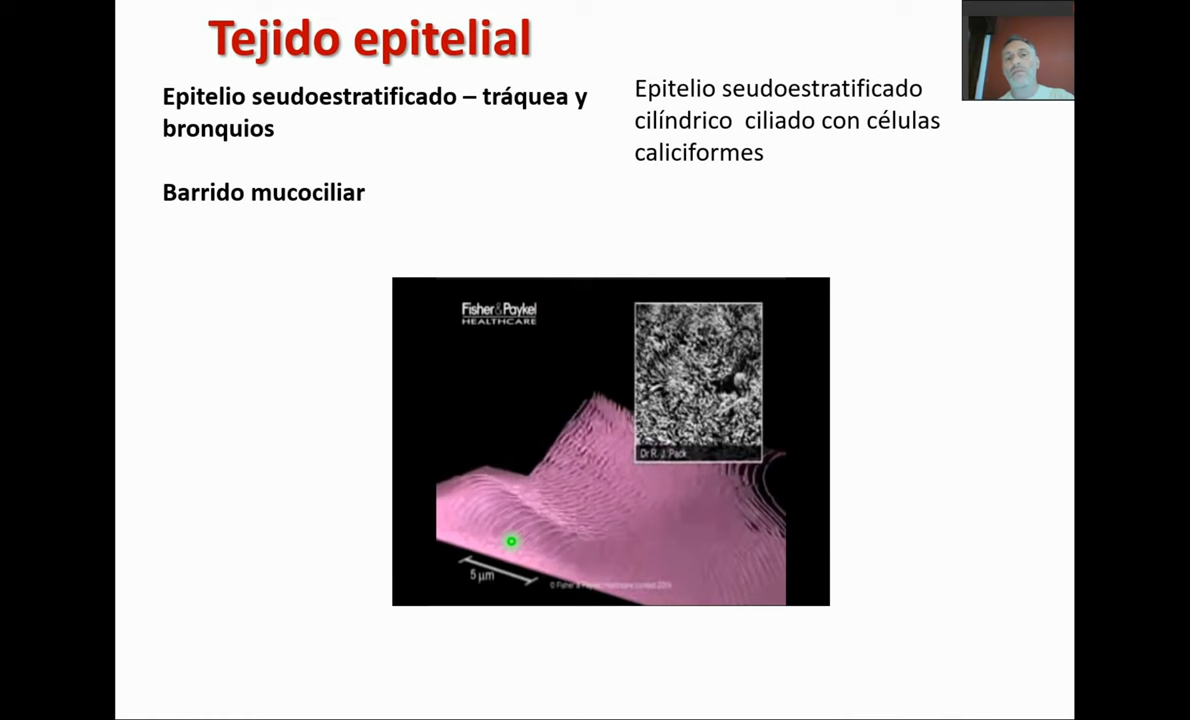 Tejido epitelial
Epitelio seudoestratificado – tráquea y
bronquios
Barrido mucociliar
Epitelio seudoestratificado
cilíndrico  ciliado con células
caliciformes
Fisher&Paykel
HEALTHCARE
Dr R. J. Pack
5 µm